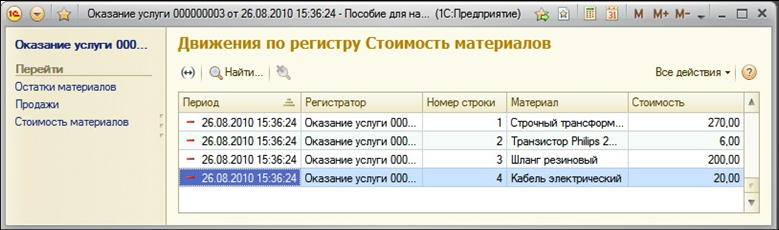 Оказание услуги 000000003 от 26.08.2010 15:36:24 - Пособие для на... (1С:Предприятие) M M+ M-
Оказание услуги 000...
Перейти
Остатки материалов
Продажи
Стоимость материалов
Движения по регистру Стоимость материалов
Найти... Все действия
Период Регистратор Номер строки Материал Стоимость
26.08.2010 15:36:24 Оказание услуги 000... 1 Строчный трансформ... 270,00
26.08.2010 15:36:24 Оказание услуги 000... 2 Транзистор Philips 2... 6,00
26.08.2010 15:36:24 Оказание услуги 000... 3 Шланг резиновый 200,00
26.08.2010 15:36:24 Оказание услуги 000... 4 Кабель электрический 20,00